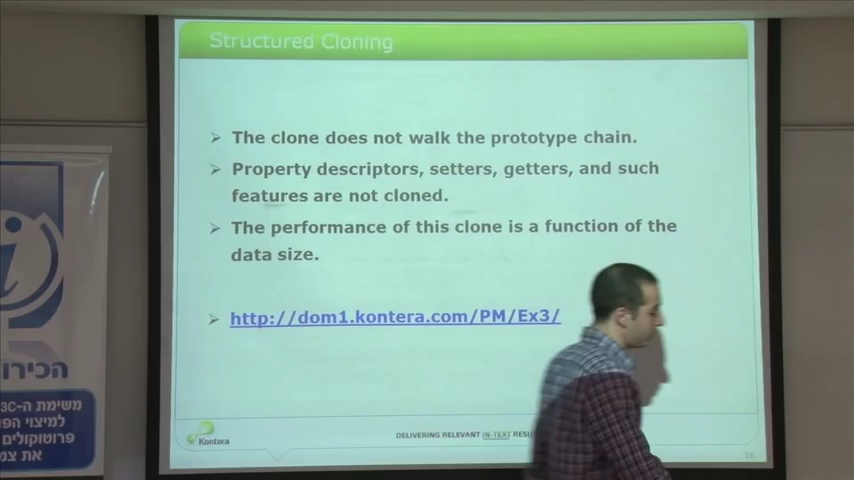 Structured Cloning
The clone does not walk the prototype chain.
Property descriptors, setters, getters, and such
features are not cloned.
The performance of this clone is a function of the
data size.
http://dom1.kontera.com/PM/Ex3/
Kontera
DELIVERING RELEVANT IN-TEXT
i
הכירו
משימת ה-3C
למיצוי
פרוטוקולים
את